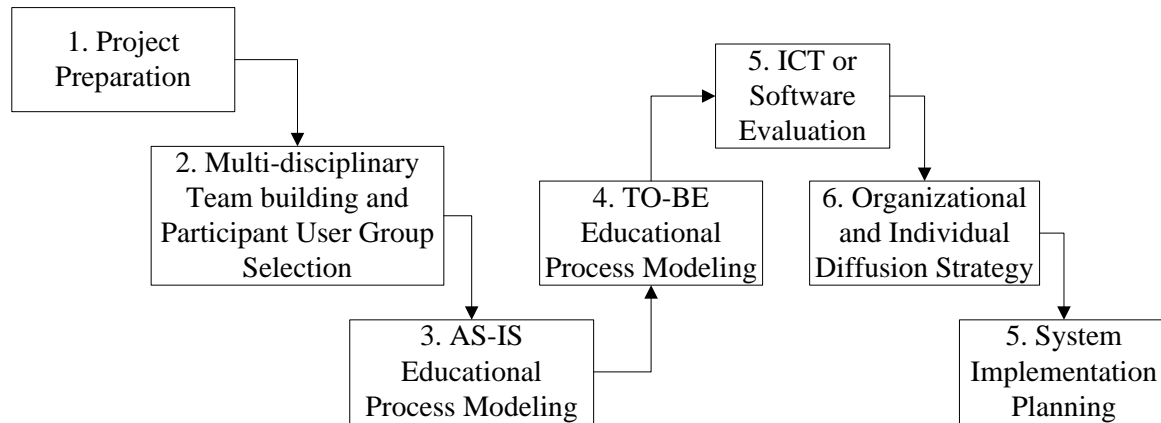 1. Project
Preparation
2. Multi-disciplinary
Team building and
Participant User Group
Selection
3. AS-IS
Educational
Process Modeling
4. TO-BE
Educational
Process Modeling
5. ICT or
Software
Evaluation
6. Organizational
and Individual
Diffusion Strategy
5. System
Implementation
Planning